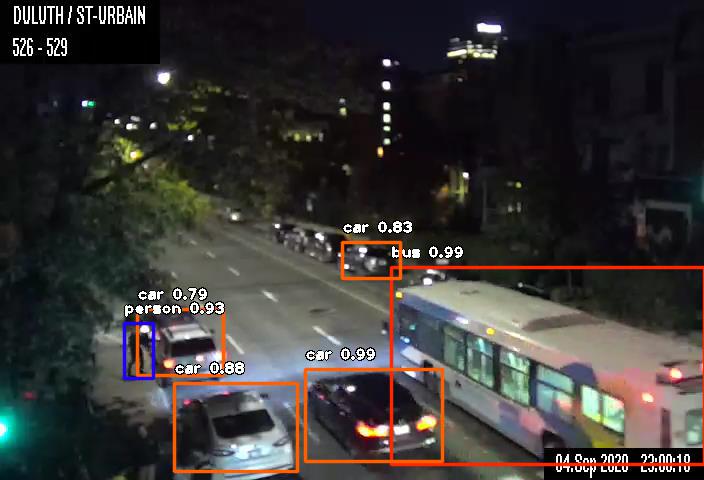 DULUTH / ST-URBAIN
526 - 529
car 0.83
bus 0.99
car 0.79
person 0.93
car 0.99
car 0.88
04.Sep 2020 23:00:18